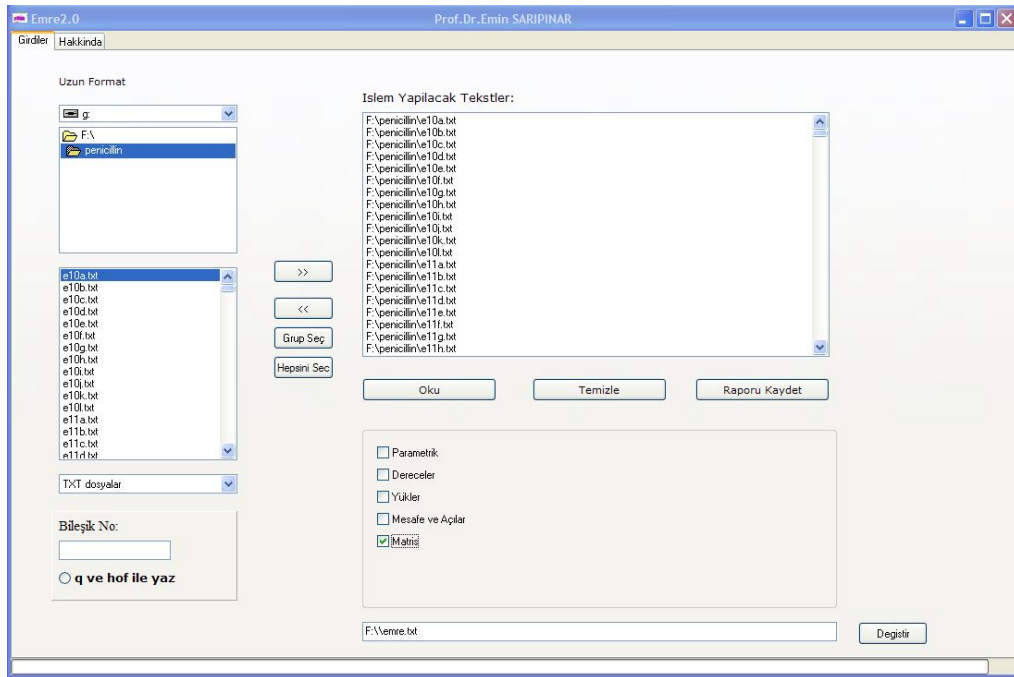 Emre2.0
Prof.Dr.Emin SARIPINAR
Girdiler
Hakkinda
Uzun Format
g:
F:\
penicillin
e10a.txt
e10b.txt
e10c.txt
e10d.txt
e10e.txt
e10f.txt
e10g.txt
e10h.txt
e10i.txt
e10j.txt
e10k.txt
e10l.txt
e11a.txt
e11b.txt
e11c.txt
e11d.txt
TXT dosyalar
Bileşik No:
q ve hof ile yaz
>>
<<
Grup Seç
Hepsini Sec
Islem Yapilacak Tekstler:
F:\penicillin\e10a.txt
F:\penicillin\e10b.txt
F:\penicillin\e10c.txt
F:\penicillin\e10d.txt
F:\penicillin\e10e.txt
F:\penicillin\e10f.txt
F:\penicillin\e10g.txt
F:\penicillin\e10h.txt
F:\penicillin\e10i.txt
F:\penicillin\e10j.txt
F:\penicillin\e10k.txt
F:\penicillin\e10l.txt
F:\penicillin\e11a.txt
F:\penicillin\e11b.txt
F:\penicillin\e11c.txt
F:\penicillin\e11d.txt
F:\penicillin\e11e.txt
F:\penicillin\e11f.txt
F:\penicillin\e11g.txt
F:\penicillin\e11h.txt
Oku
Temizle
Raporu Kaydet
Parametrik
Dereceler
Yükler
Mesafe ve Açılar
Matris
F:\\emre.txt
Degistir